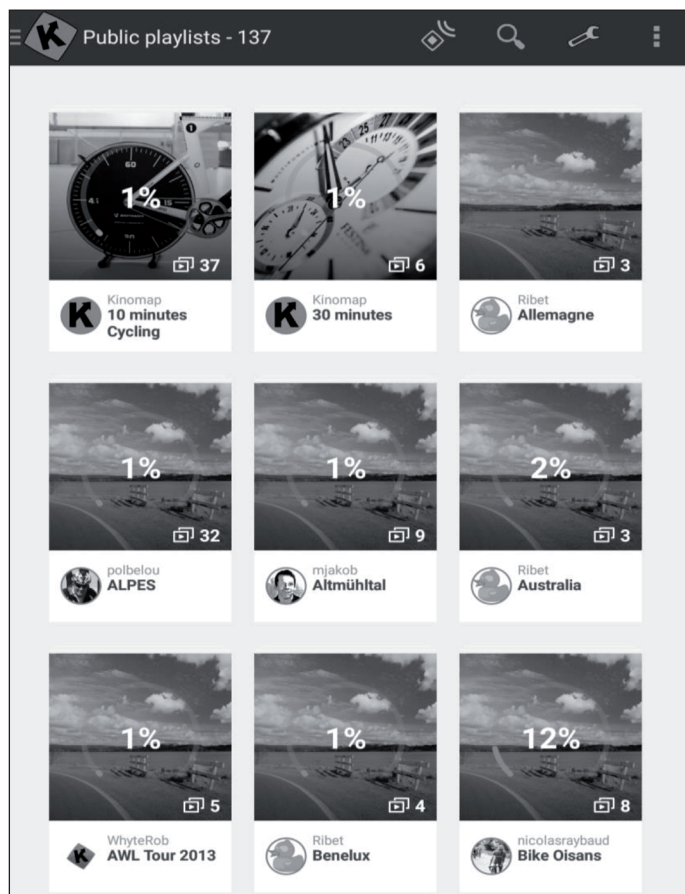 Public playlists - 137
1%
37
Kinomap
10 minutes
Cycling
1%
6
Kinomap
30 minutes
3
Ribet
Allemagne
1%
32
polbelou
ALPES
1%
9
mjakob
Altmühltal
2%
3
Ribet
Australia
1%
5
WhyteRob
AWL Tour 2013
1%
4
Ribet
Benelux
12%
8
nicolasraybaud
Bike Oisans